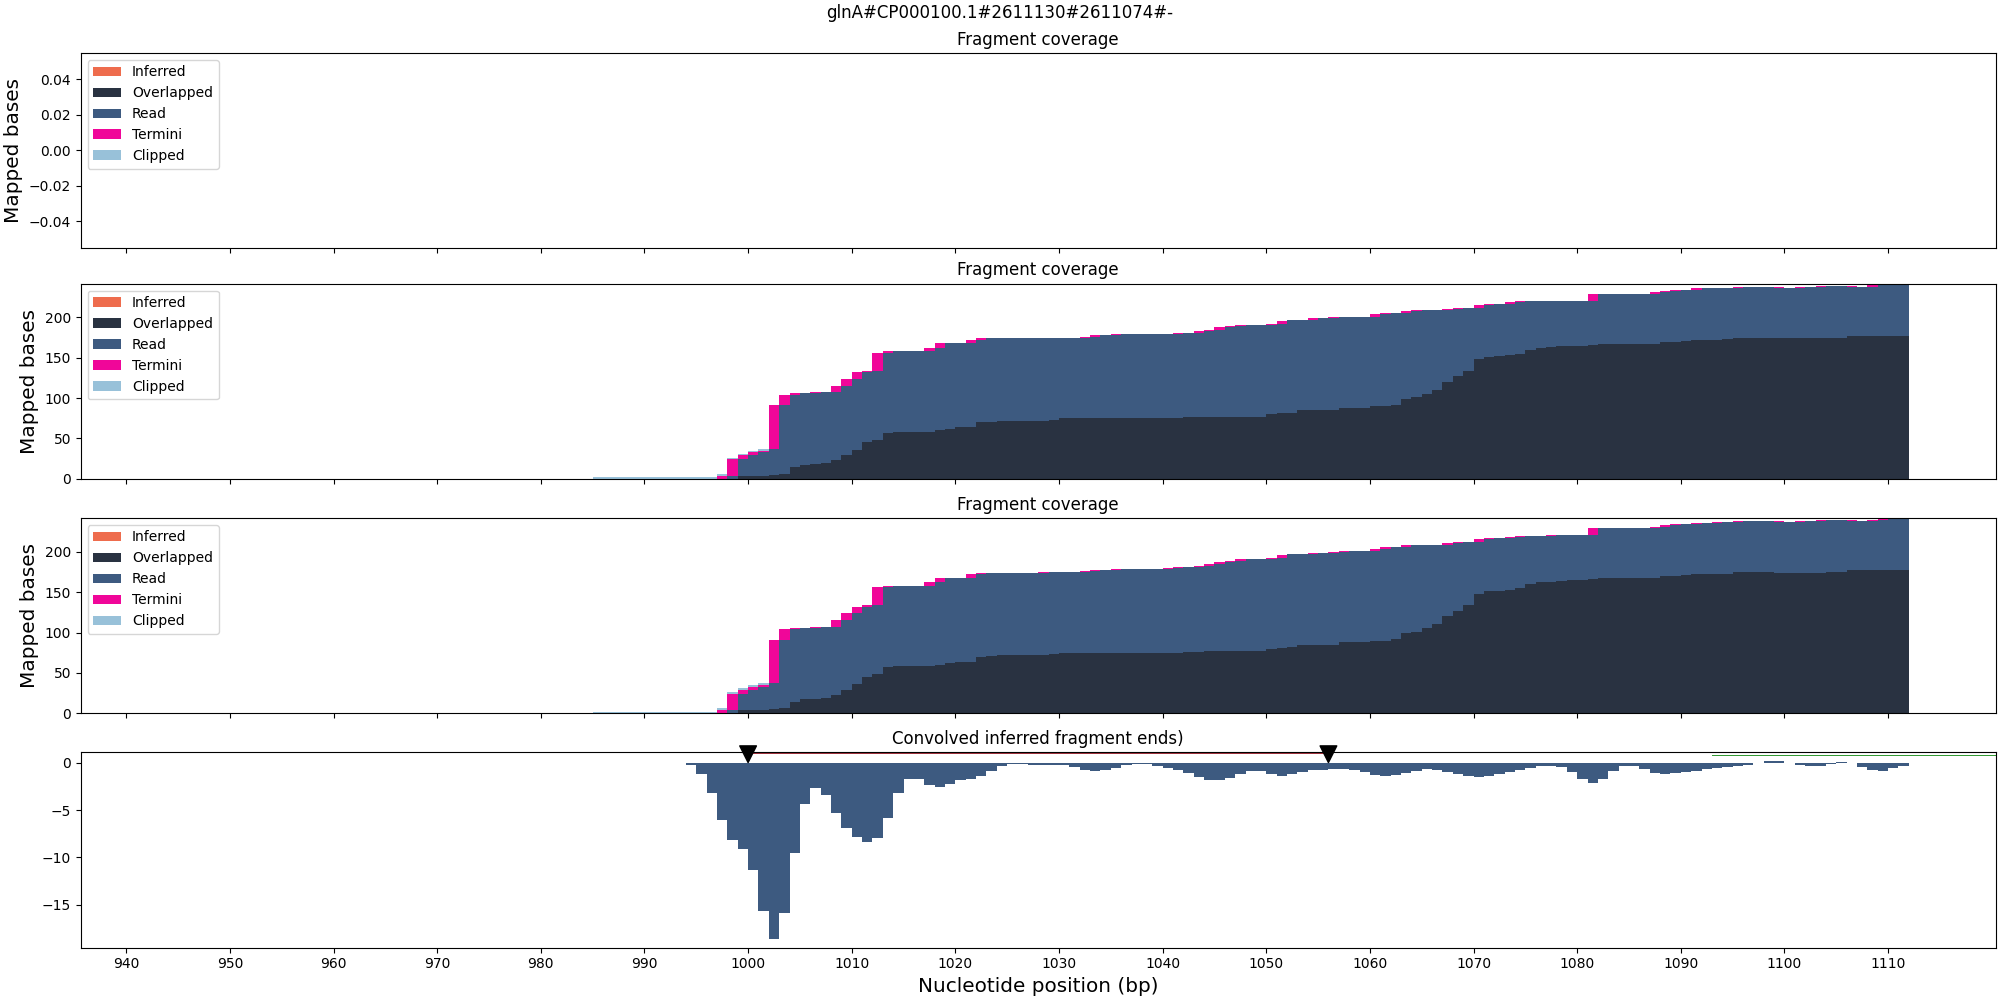 glnA#CP000100.1#2611130#2611074#-
Fragment coverage
Mapped bases
0.04
0.02
0.00
−0.02
−0.04
Inferred
Overlapped
Read
Termini
Clipped
Fragment coverage
Mapped bases
200
150
100
50
0
Inferred
Overlapped
Read
Termini
Clipped
Fragment coverage
Mapped bases
200
150
100
50
0
Inferred
Overlapped
Read
Termini
Clipped
Convolved inferred fragment ends)
0
−5
−10
−15
940 950 960 970 980 990 1000 1010 1020 1030 1040 1050 1060 1070 1080 1090 1100 1110
Nucleotide position (bp)